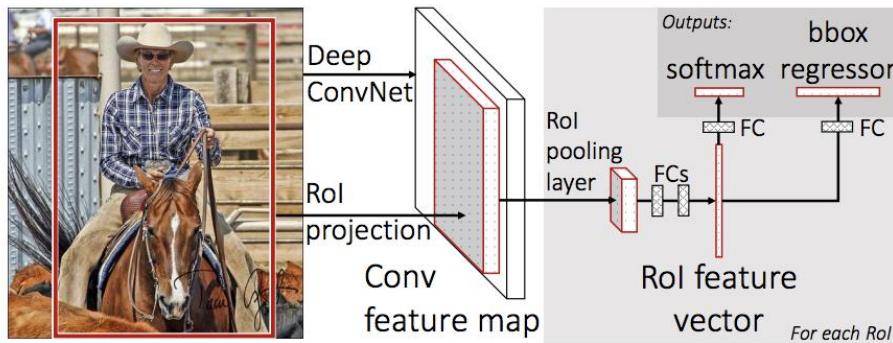 Deep
ConvNet
RoI
projection
Conv
feature map
RoI
pooling
layer
FCs
RoI feature
vector
For each RoI
Outputs:
softmax
bbox
regressor
FC
FC